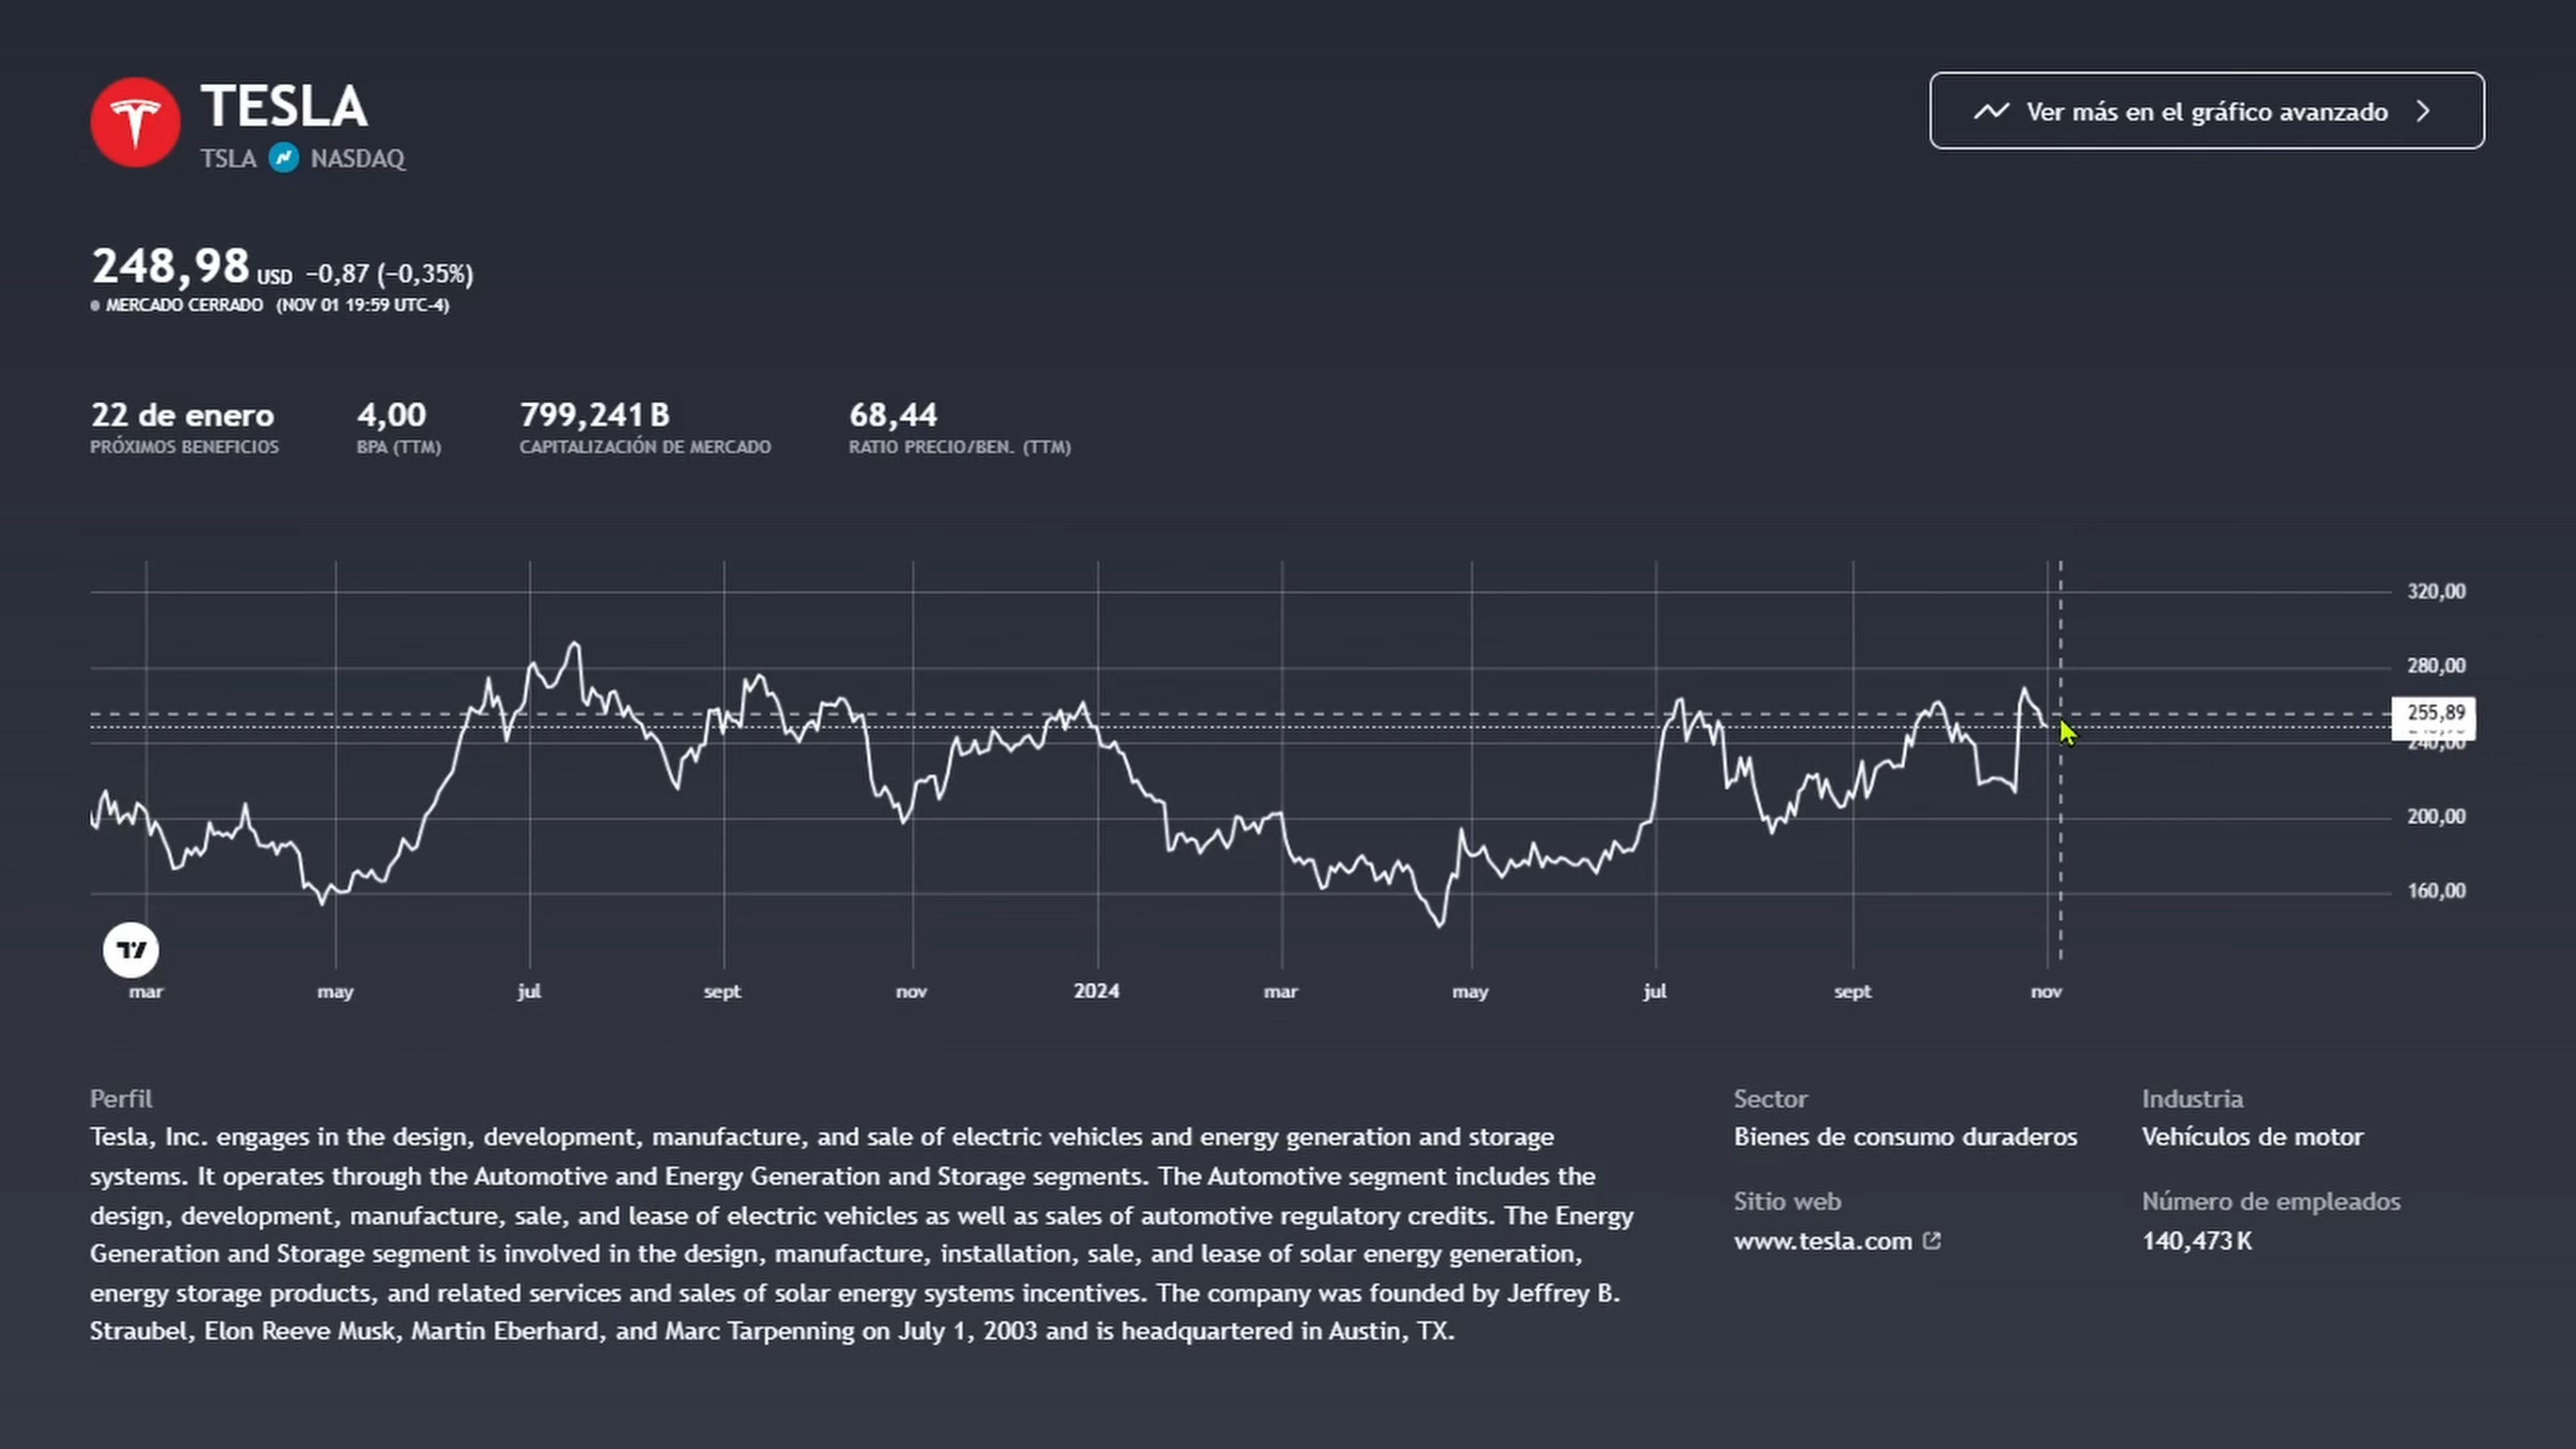 TESLA
Ver más en el gráfico avanzado
TSLA NASDAQ
248,98 USD −0,87 (−0,35%)
MERCADO CERRADO (NOV 01 19:59 UTC-4)
22 de enero 4,00 799,241 B 68,44
PRÓXIMOS BENEFICIOS BPA (TTM) CAPITALIZACIÓN DE MERCADO RATIO PRECIO/BEN. (TTM)
320,00
280,00
255,89
240,00
200,00
160,00
mar may jul sept nov 2024 mar may jul sept nov
Perfil
Tesla, Inc. engages in the design, development, manufacture, and sale of electric vehicles and energy generation and storage
systems. It operates through the Automotive and Energy Generation and Storage segments. The Automotive segment includes the
design, development, manufacture, sale, and lease of electric vehicles as well as sales of automotive regulatory credits. The Energy
Generation and Storage segment is involved in the design, manufacture, installation, sale, and lease of solar energy generation,
energy storage products, and related services and sales of solar energy systems incentives. The company was founded by Jeffrey B.
Straubel, Elon Reeve Musk, Martin Eberhard, and Marc Tarpenning on July 1, 2003 and is headquartered in Austin, TX.
Sector Industria
Bienes de consumo duraderos Vehículos de motor
Sitio web Número de empleados
www.tesla.com 140,473 K